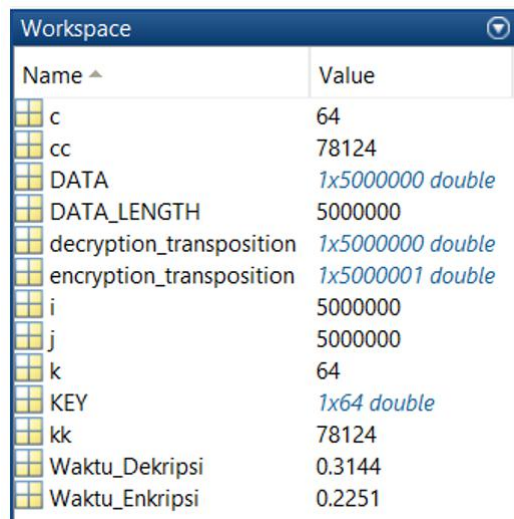 Workspace
Name Value
c 64
cc 78124
DATA 1x5000000 double
DATA_LENGTH 5000000
decryption_transposition 1x5000000 double
encryption_transposition 1x5000001 double
i 5000000
j 5000000
k 64
KEY 1x64 double
kk 78124
Waktu_Dekripsi 0.3144
Waktu_Enkripsi 0.2251